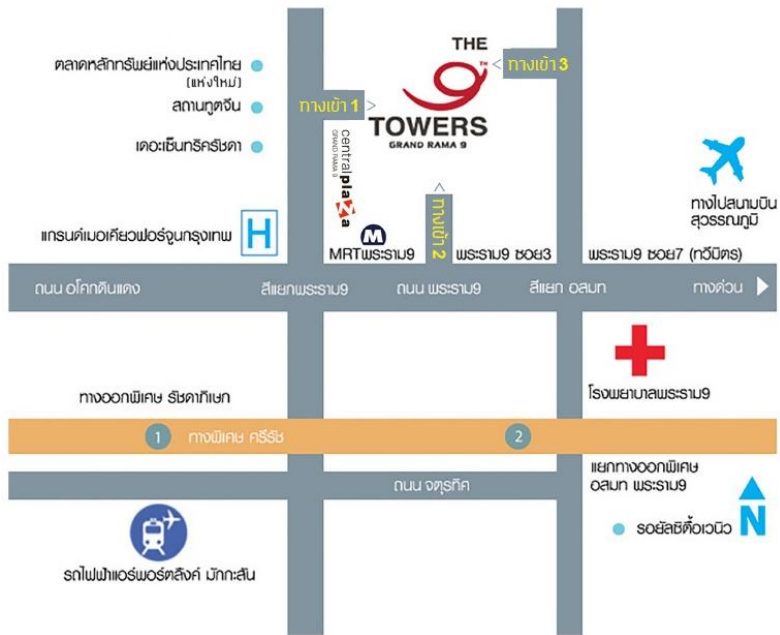 THE
9TH
TOWERS
GRAND RAMA 9
ทางเข้า 3
ทางเข้า 1
ตลาดหลักทรัพย์แห่งประเทศไทย
(แห่งใหม่)
สถานทูตจีน
เดอะเซ็นทริครัชดา
centralplaza
GRAND RAMA 9
ทางไปสนามบิน
สุวรรณภูมิ
แกรนด์เมอเคียวฟอร์จูนกรุงเทพ
H
M
MRTพระราม9
ทางเข้า 2
พระราม9 ซอย3
พระราม9 ซอย7 (ทวีมิตร)
ถนน อโศกดินแดง
สี่แยกพระราม9
ถนน พระราม9
สี่แยก อสมท
ทางด่วน
โรงพยาบาลพระราม9
ทางออกพิเศษ รัชดาภิเษก
1
ทางพิเศษ ศรีรัช
2
แยกทางออกพิเศษ
อสมท พระราม9
ถนน จตุรทิศ
รอยัลซิตี้อเวนิว
N
รถไฟฟ้าแอร์พอร์ตลิงค์ มักกะสัน